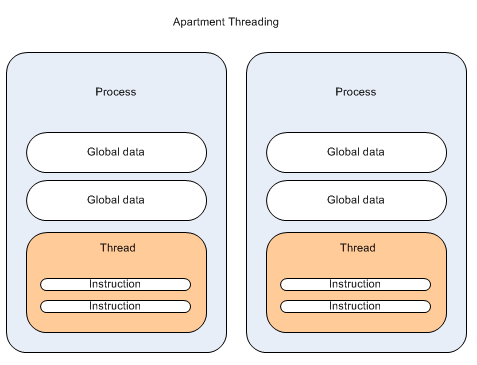 Apartment Threading
Process
Global data
Global data
Thread
Instruction
Instruction
Process
Global data
Global data
Thread
Instruction
Instruction